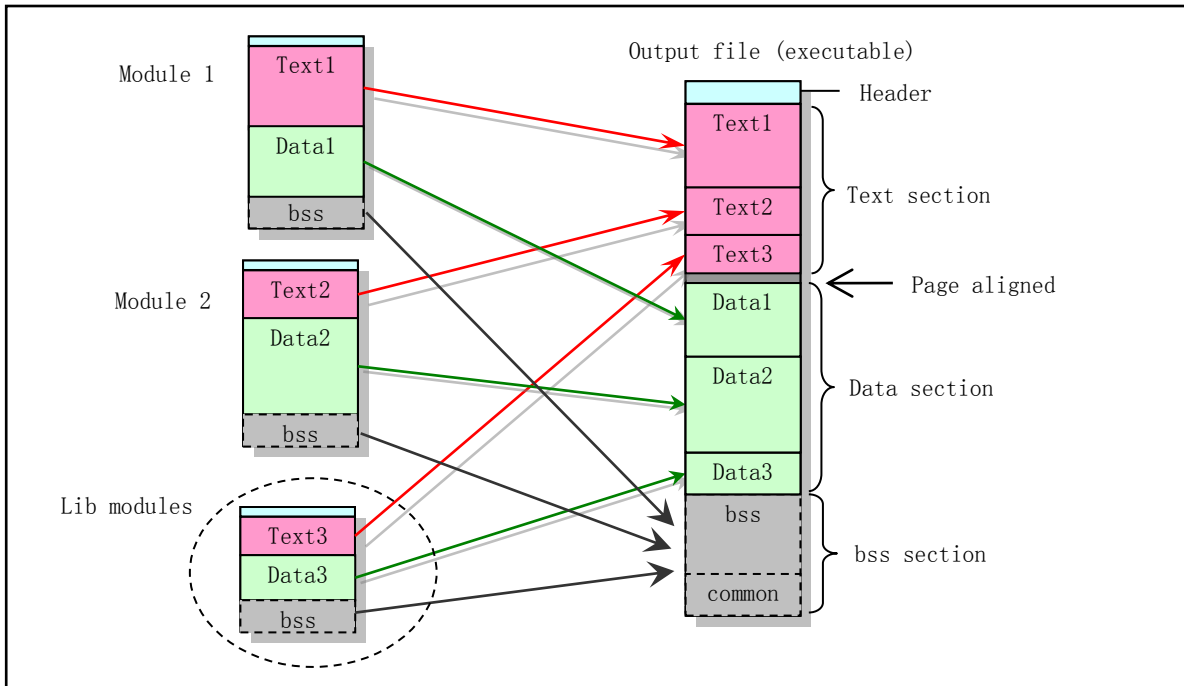 Module 1
Text1
Data1
bss
Module 2
Text2
Data2
bss
Lib modules
Text3
Data3
bss
Output file (executable)
Header
Text1
Text2
Text3
Text section
Page aligned
Data1
Data2
Data3
Data section
bss
common
bss section